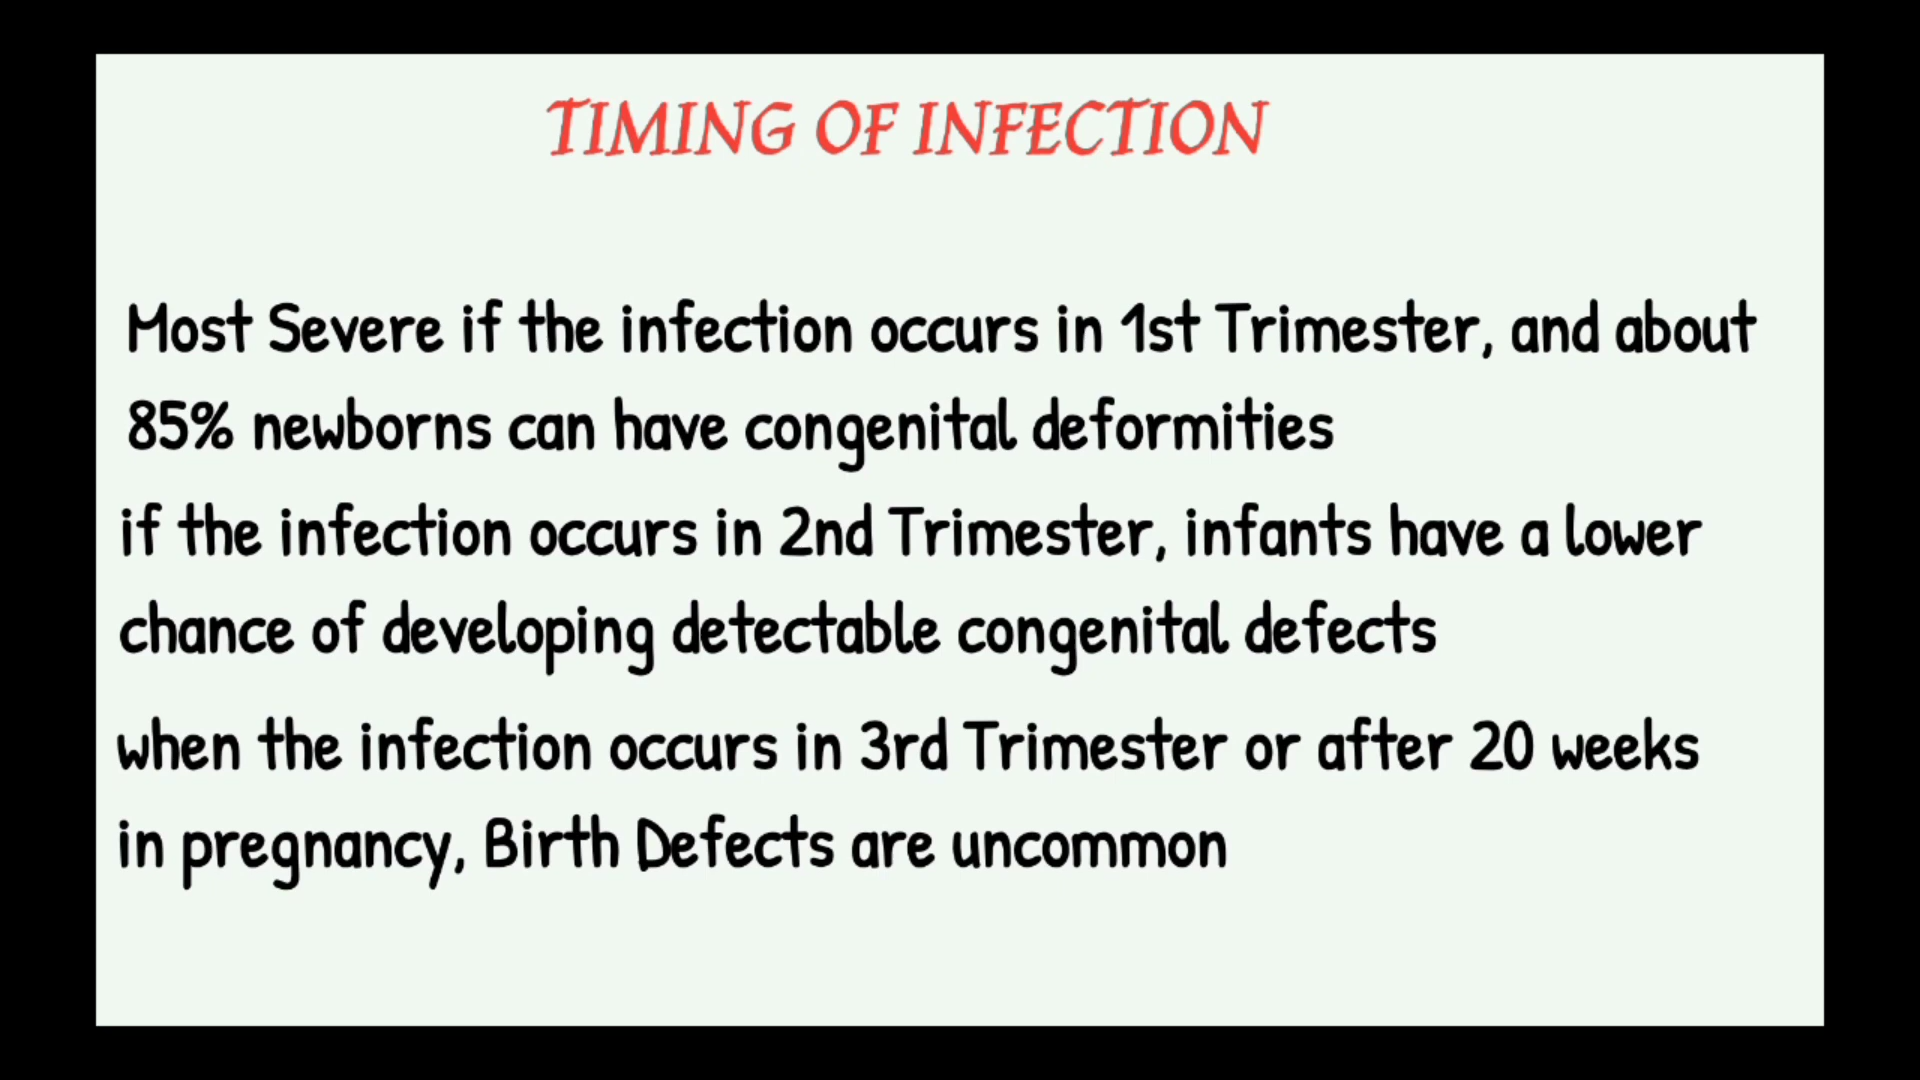 TIMING OF INFECTION
Most Severe if the infection occurs in 1st Trimester, and about
85% newborns can have congenital deformities
if the infection occurs in 2nd Trimester, infants have a lower
chance of developing detectable congenital defects
when the infection occurs in 3rd Trimester or after 20 weeks
in pregnancy, Birth Defects are uncommon